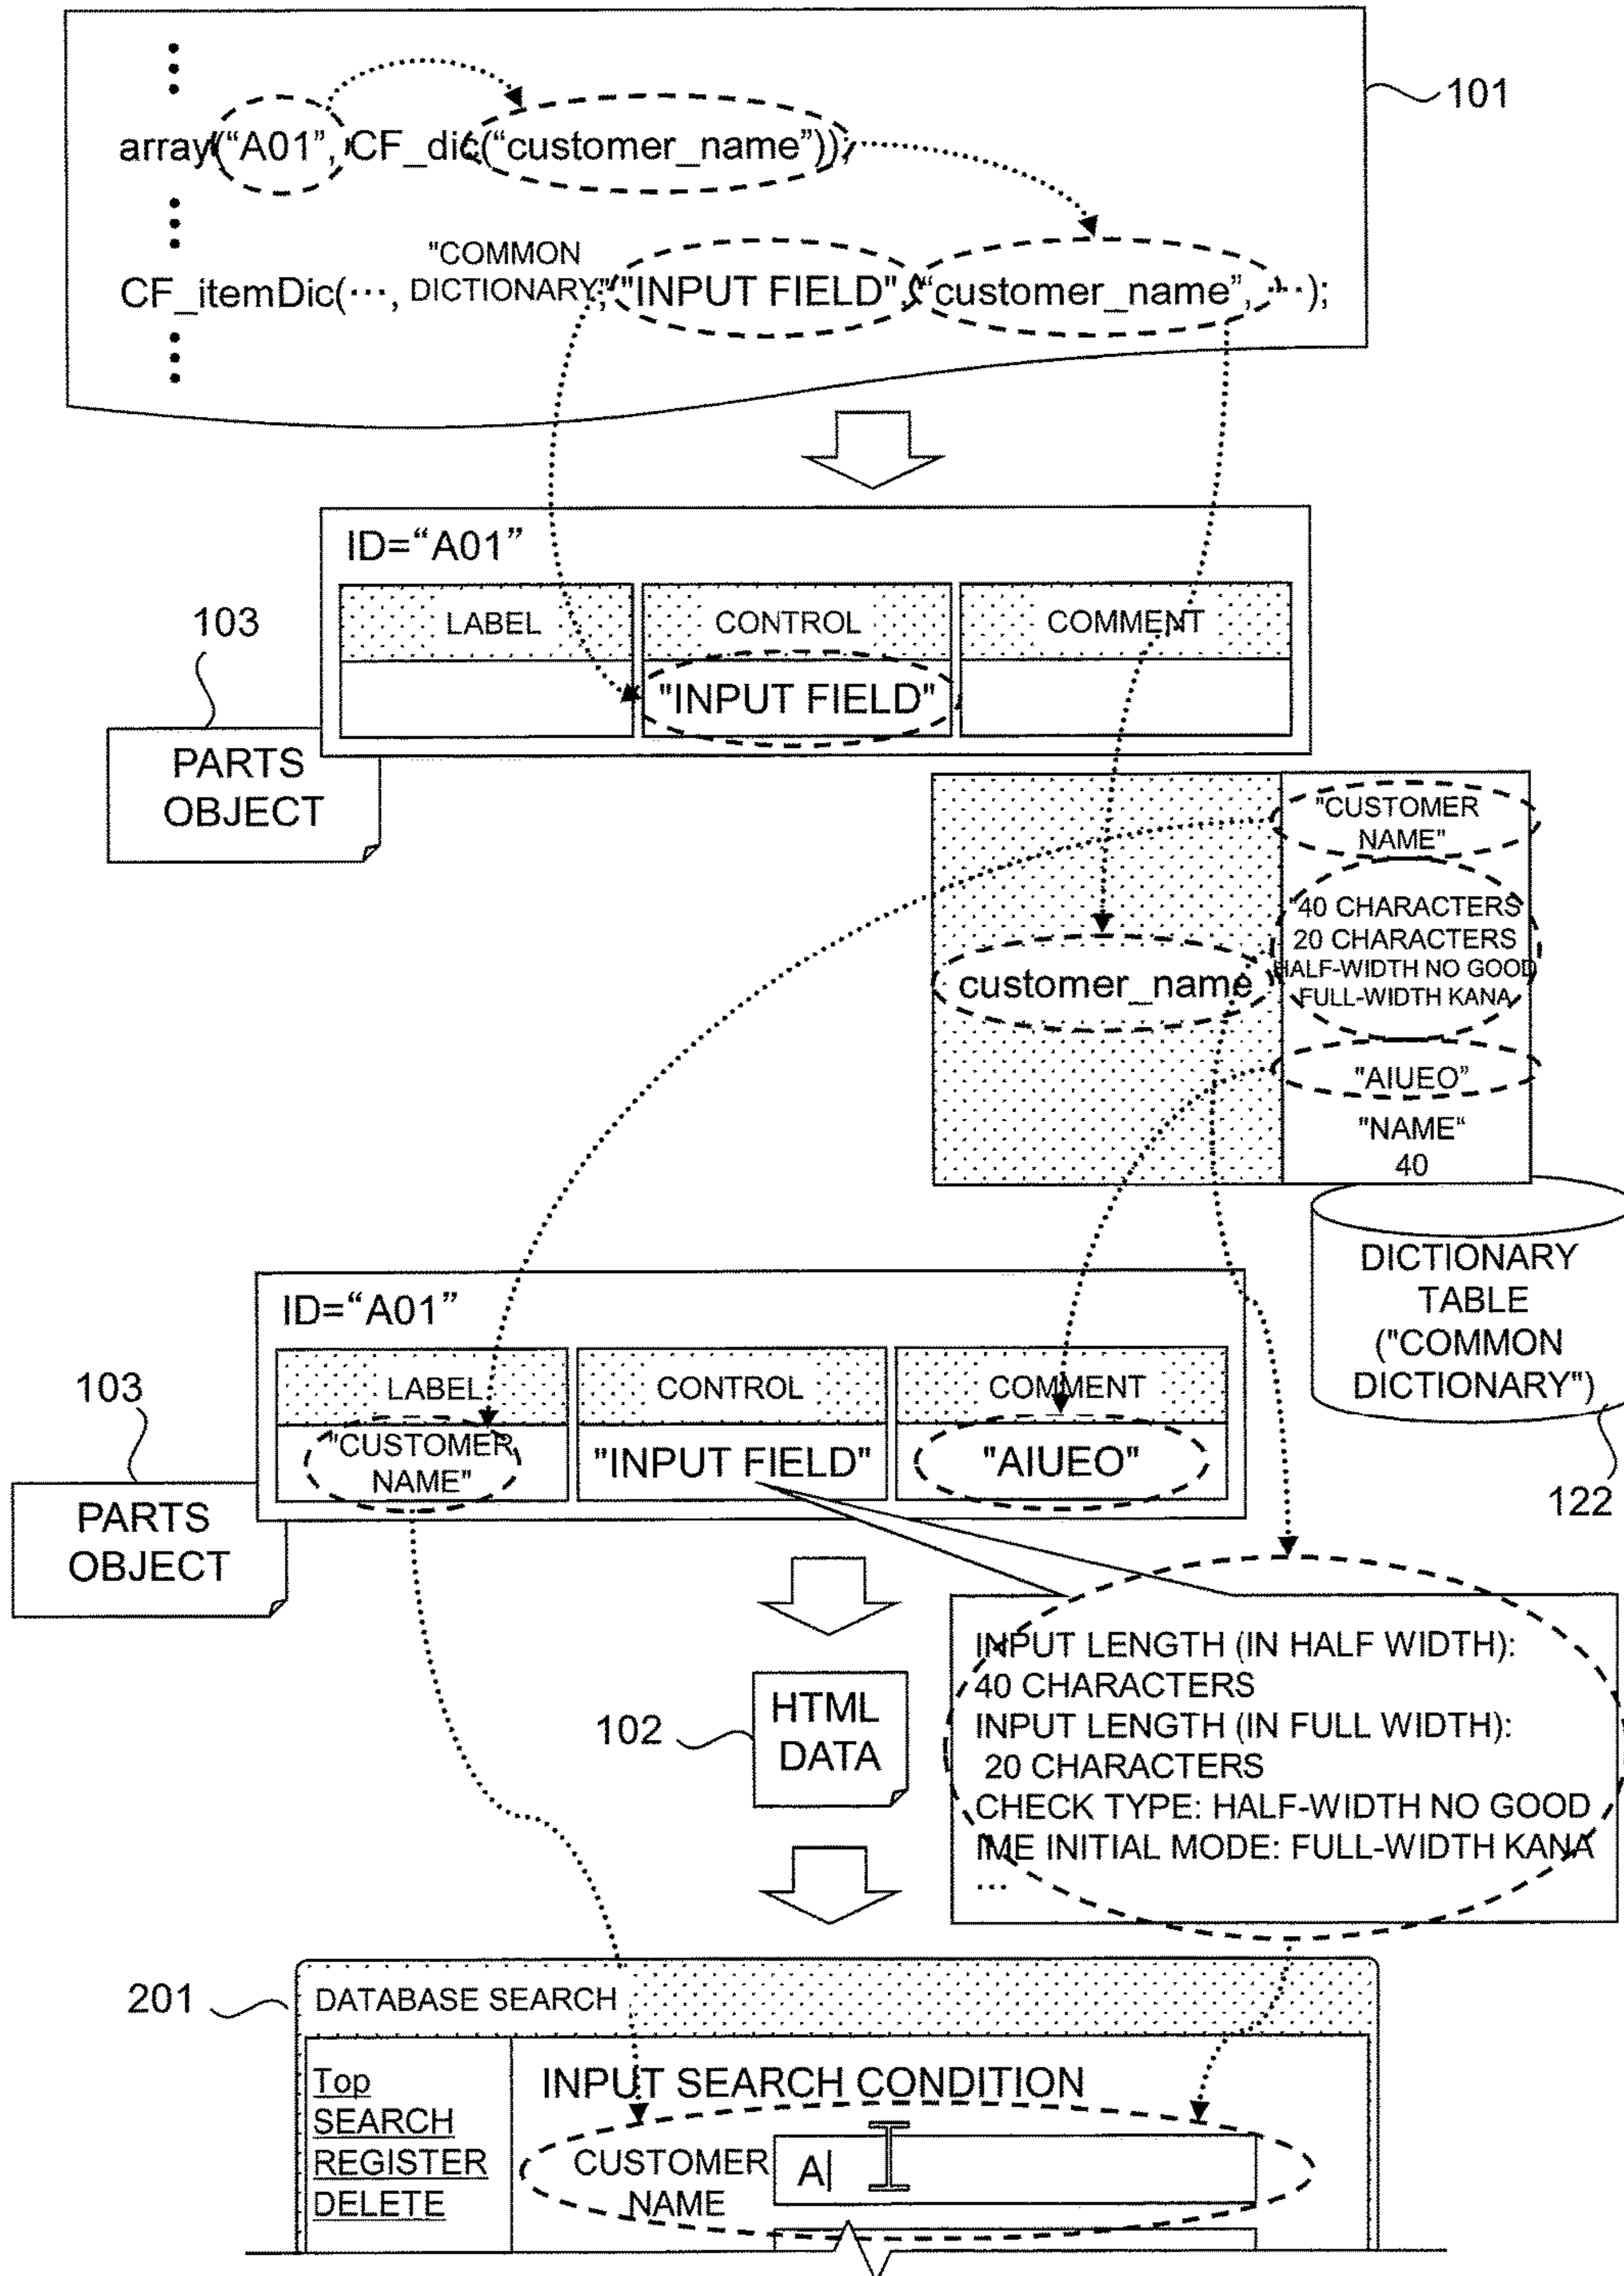 101
array("A01", CF_dic("customer_name"));
"COMMON
DICTIONARY",
CF_itemDic(···, "INPUT FIELD", "customer_name", ···);
ID="A01"
LABEL
CONTROL
COMMENT
"INPUT FIELD"
103
PARTS
OBJECT
"CUSTOMER
NAME"
"40 CHARACTERS
20 CHARACTERS
HALF-WIDTH NO GOOD
FULL-WIDTH KANA
customer_name
"AIUEO"
"NAME"
40
DICTIONARY
TABLE
("COMMON
DICTIONARY")
122
ID="A01"
LABEL
CONTROL
COMMENT
"CUSTOMER
NAME"
"INPUT FIELD"
"AIUEO"
103
PARTS
OBJECT
INPUT LENGTH (IN HALF WIDTH):
40 CHARACTERS
INPUT LENGTH (IN FULL WIDTH):
20 CHARACTERS
CHECK TYPE: HALF-WIDTH NO GOOD
IME INITIAL MODE: FULL-WIDTH KANA
···
102
HTML
DATA
201
DATABASE SEARCH
Top
SEARCH
REGISTER
DELETE
INPUT SEARCH CONDITION
CUSTOMER
NAME
A